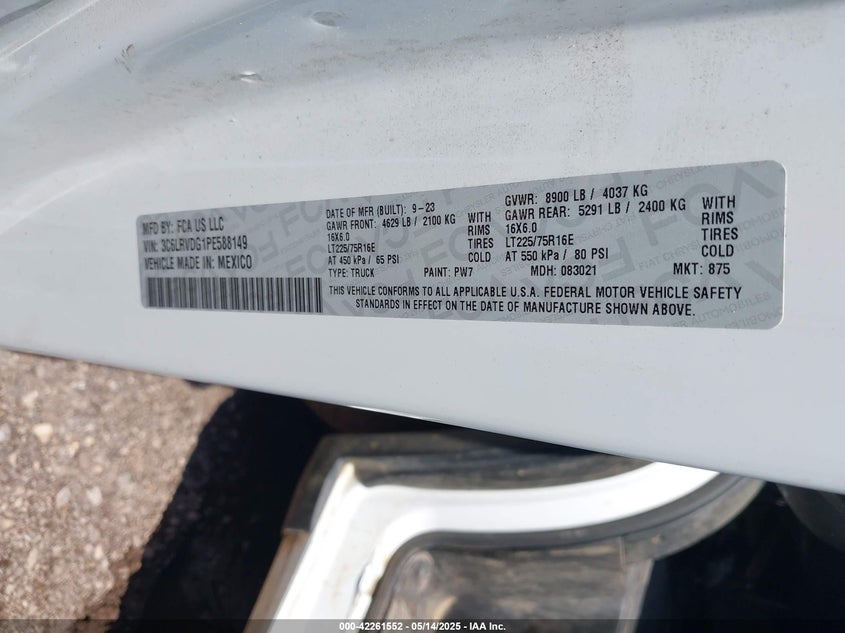 MFD BY: FCA US LLC
VIN: 3C6LRVDG1PE588149
VEHICLE MADE IN: MEXICO
DATE OF MFR (BUILT): 9-23
GAWR FRONT: 4629 LB / 2100 KG WITH
16X6.0 RIMS
LT225/75R16E TIRES
AT 450 kPa / 65 PSI COLD
GVWR: 8900 LB / 4037 KG
GAWR REAR: 5291 LB / 2400 KG WITH
16X6.0 RIMS
LT225/75R16E TIRES
AT 550 kPa / 80 PSI COLD
TYPE: TRUCK PAINT: PW7 MDH: 083021 MKT: 875
THIS VEHICLE CONFORMS TO ALL APPLICABLE U.S.A. FEDERAL MOTOR VEHICLE SAFETY
STANDARDS IN EFFECT ON THE DATE OF MANUFACTURE SHOWN ABOVE.
000-42261552 - 05/14/2025 - IAA Inc.